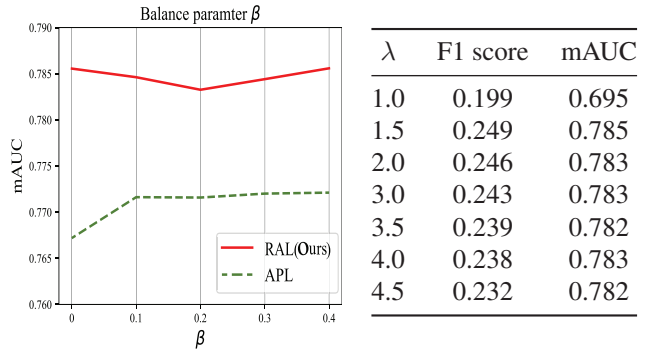 Balance paramter β
0.790
0.785
0.780
0.775
0.770
0.765
0.760
mAUC
RAL(Ours)
APL
0 0.1 0.2 0.3 0.4
β
λ F1 score mAUC
1.0 0.199 0.695
1.5 0.249 0.785
2.0 0.246 0.783
3.0 0.243 0.783
3.5 0.239 0.782
4.0 0.238 0.783
4.5 0.232 0.782